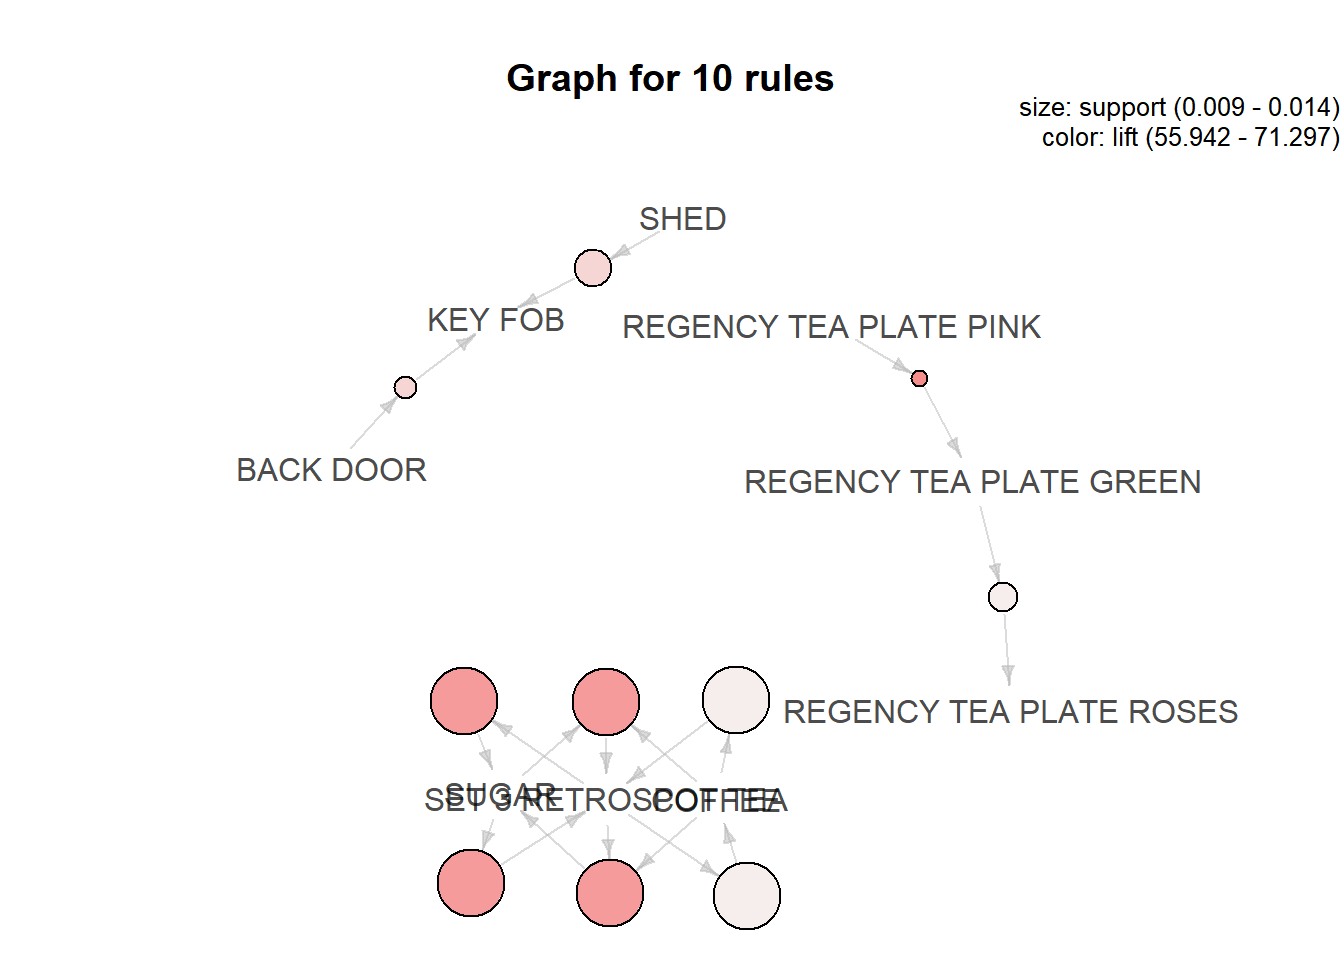 Graph for 10 rules
size: support (0.009 - 0.014)
color: lift (55.942 - 71.297)
SHED
KEY FOB
REGENCY TEA PLATE PINK
BACK DOOR
REGENCY TEA PLATE GREEN
REGENCY TEA PLATE ROSES
SUGAR
SET 3 RETROSPOT TEA
COFFEE